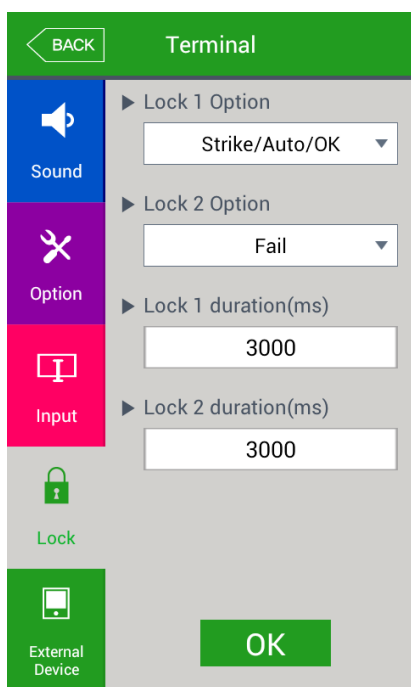 BACK
Terminal
Sound
Option
Input
Lock
External
Device
Lock 1 Option
Strike/Auto/OK
Lock 2 Option
Fail
Lock 1 duration(ms)
3000
Lock 2 duration(ms)
3000
OK